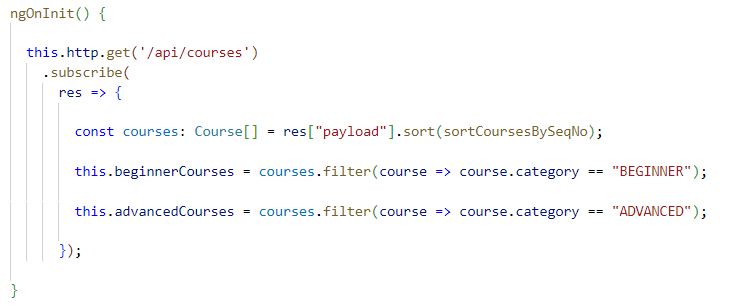 ngOnInit() {
this.http.get('/api/courses')
.subscribe(
res => {
const courses: Course[] = res["payload"].sort(sortCoursesBySeqNo);
this.beginnerCourses = courses.filter(course => course.category == "BEGINNER");
this.advancedCourses = courses.filter(course => course.category == "ADVANCED");
});
}